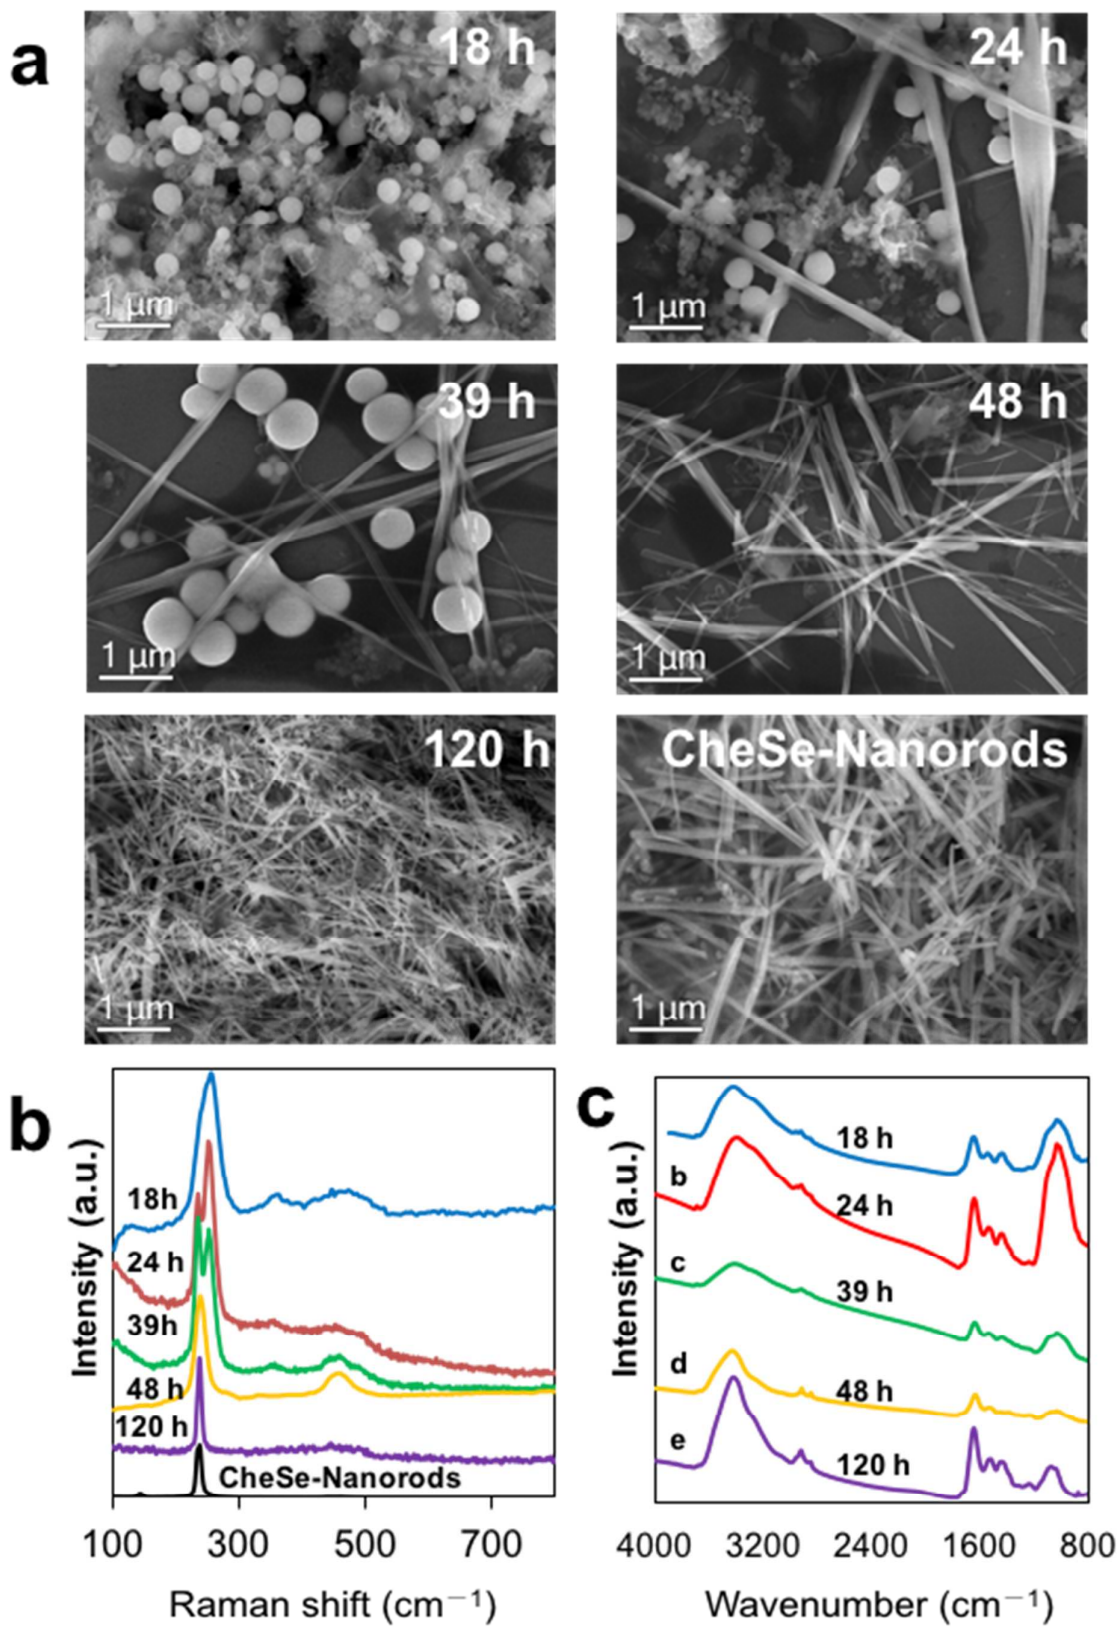 a
18 h
24 h
1 μm
1 μm
39 h
48 h
1 μm
1 μm
120 h
CheSe-Nanorods
1 μm
1 μm
b
Intensity (a.u.)
18h
24 h
39h
48 h
120 h
CheSe-Nanorods
100 300 500 700
Raman shift (cm⁻¹)
c
Intensity (a.u.)
18 h
b
24 h
c
39 h
d
48 h
e
120 h
4000 3200 2400 1600 800
Wavenumber (cm⁻¹)